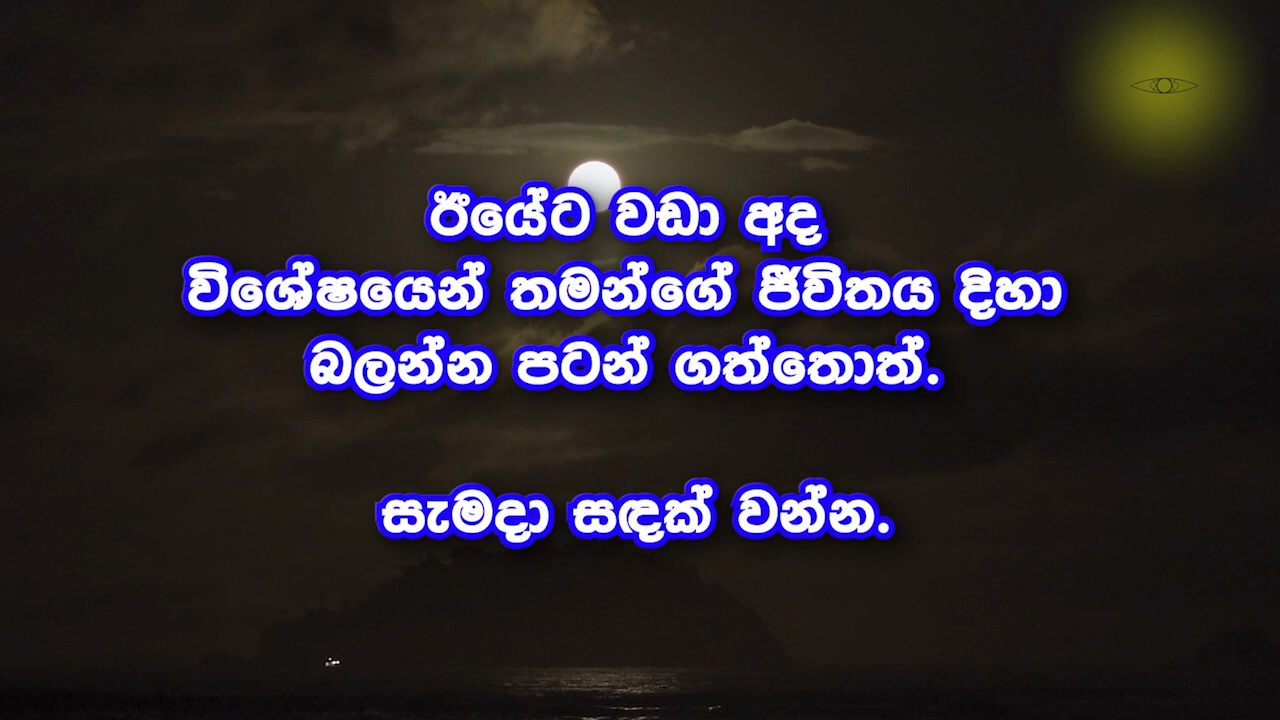 ඊයේට වඩා අද
විශේෂයෙන් තමන්ගේ ජීවිතය දිහා
බලන්න පටන් ගත්තොත්.
සැමදා සඳක් වන්න.